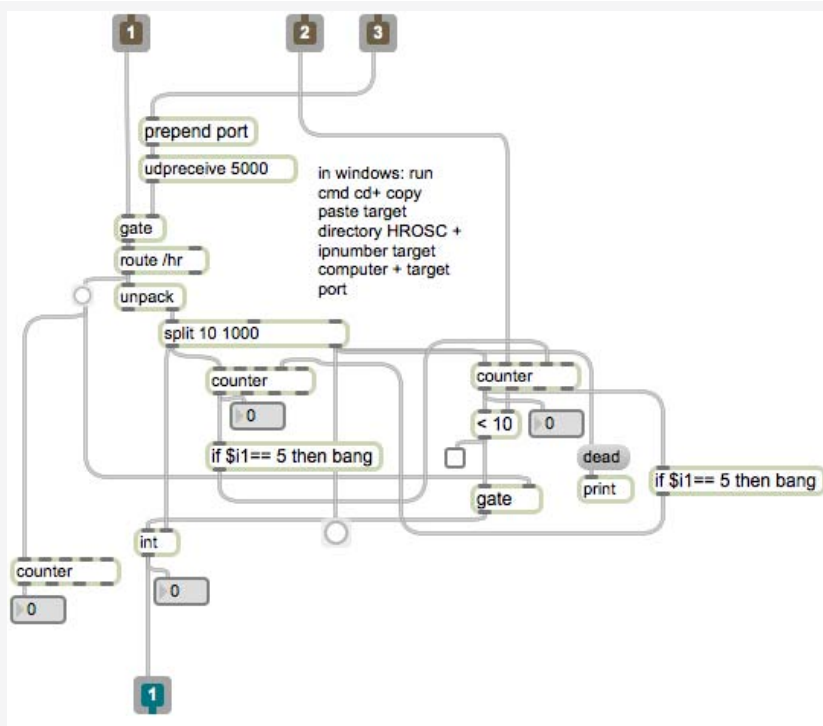 1
2
3
prepend port
udpreceive 5000
in windows: run
cmd cd+ copy
paste target
directory HROSC +
ipnumber target
computer + target
port
gate
route /hr
unpack
split 10 1000
counter
0
counter
< 10
0
if $i1== 5 then bang
dead
if $i1== 5 then bang
print
gate
int
counter
0
0
1